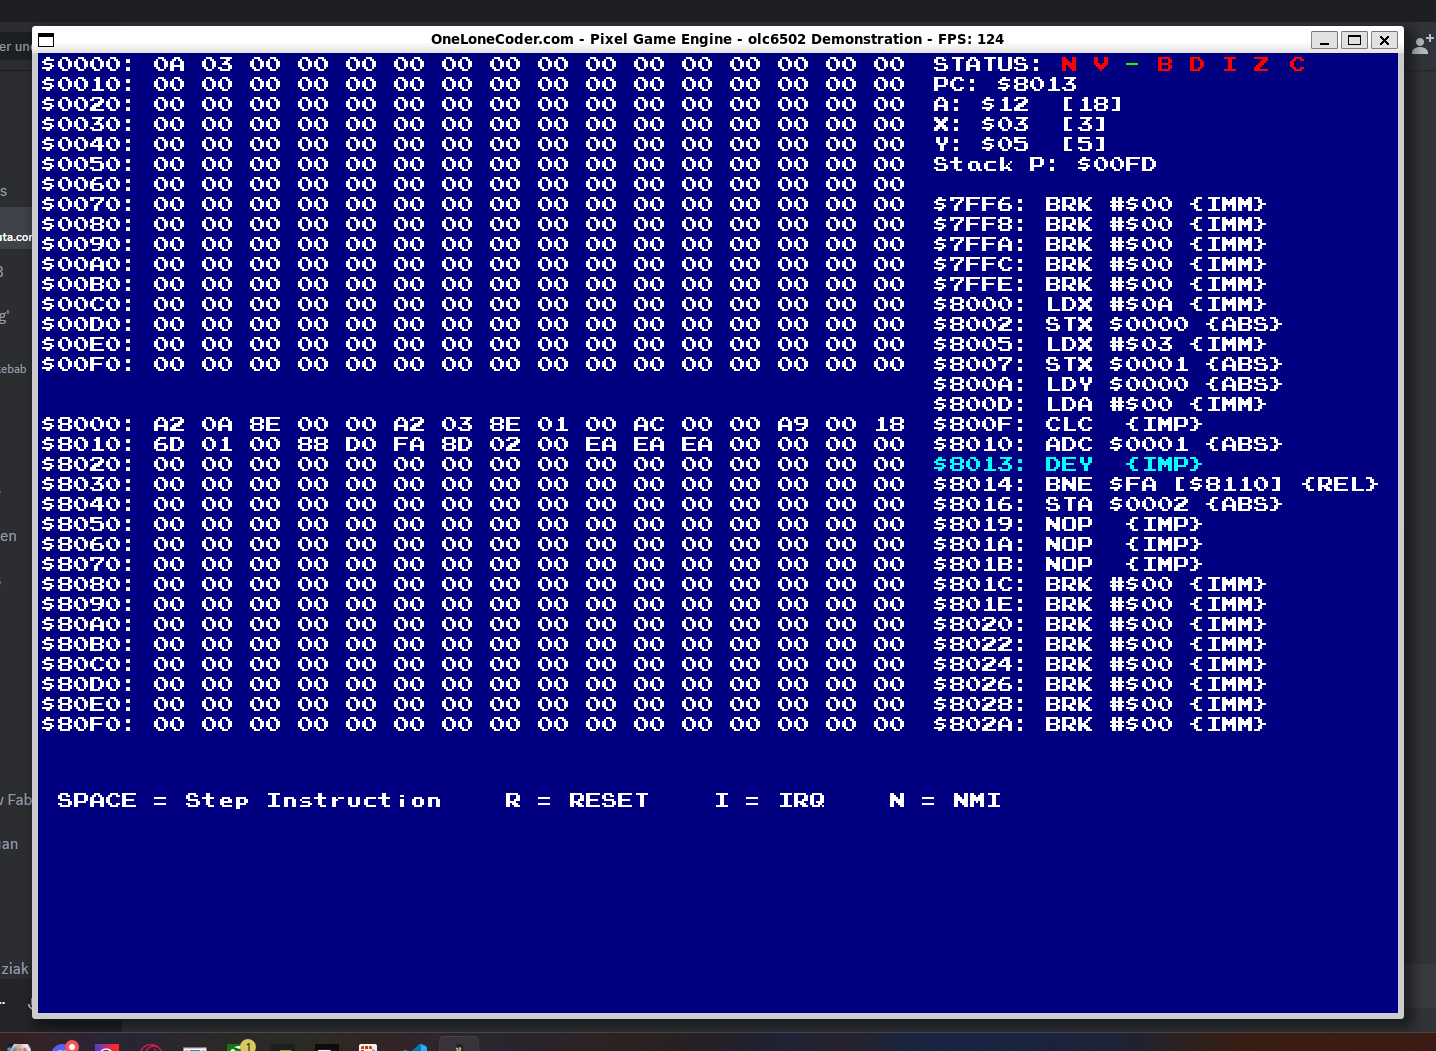 er un
OneLoneCoder.com - Pixel Game Engine - olc6502 Demonstration - FPS: 124
$0000: 0A 03 00 00 00 00 00 00 00 00 00 00 00 00 00 00
$0010: 00 00 00 00 00 00 00 00 00 00 00 00 00 00 00 00
$0020: 00 00 00 00 00 00 00 00 00 00 00 00 00 00 00 00
$0030: 00 00 00 00 00 00 00 00 00 00 00 00 00 00 00 00
$0040: 00 00 00 00 00 00 00 00 00 00 00 00 00 00 00 00
$0050: 00 00 00 00 00 00 00 00 00 00 00 00 00 00 00 00
$0060: 00 00 00 00 00 00 00 00 00 00 00 00 00 00 00 00
$0070: 00 00 00 00 00 00 00 00 00 00 00 00 00 00 00 00
$0080: 00 00 00 00 00 00 00 00 00 00 00 00 00 00 00 00
$0090: 00 00 00 00 00 00 00 00 00 00 00 00 00 00 00 00
$00A0: 00 00 00 00 00 00 00 00 00 00 00 00 00 00 00 00
$00B0: 00 00 00 00 00 00 00 00 00 00 00 00 00 00 00 00
$00C0: 00 00 00 00 00 00 00 00 00 00 00 00 00 00 00 00
$00D0: 00 00 00 00 00 00 00 00 00 00 00 00 00 00 00 00
$00E0: 00 00 00 00 00 00 00 00 00 00 00 00 00 00 00 00
$00F0: 00 00 00 00 00 00 00 00 00 00 00 00 00 00 00 00
$8000: A2 0A 8E 00 00 A2 03 8E 01 00 AC 00 00 A9 00 18
$8010: 6D 01 00 88 D0 FA 8D 02 00 EA EA EA 00 00 00 00
$8020: 00 00 00 00 00 00 00 00 00 00 00 00 00 00 00 00
$8030: 00 00 00 00 00 00 00 00 00 00 00 00 00 00 00 00
$8040: 00 00 00 00 00 00 00 00 00 00 00 00 00 00 00 00
$8050: 00 00 00 00 00 00 00 00 00 00 00 00 00 00 00 00
$8060: 00 00 00 00 00 00 00 00 00 00 00 00 00 00 00 00
$8070: 00 00 00 00 00 00 00 00 00 00 00 00 00 00 00 00
$8080: 00 00 00 00 00 00 00 00 00 00 00 00 00 00 00 00
$8090: 00 00 00 00 00 00 00 00 00 00 00 00 00 00 00 00
$80A0: 00 00 00 00 00 00 00 00 00 00 00 00 00 00 00 00
$80B0: 00 00 00 00 00 00 00 00 00 00 00 00 00 00 00 00
$80C0: 00 00 00 00 00 00 00 00 00 00 00 00 00 00 00 00
$80D0: 00 00 00 00 00 00 00 00 00 00 00 00 00 00 00 00
$80E0: 00 00 00 00 00 00 00 00 00 00 00 00 00 00 00 00
$80F0: 00 00 00 00 00 00 00 00 00 00 00 00 00 00 00 00
STATUS: N V - B D I Z C
PC: $8013
A: $12 [18]
X: $03 [3]
Y: $05 [5]
Stack P: $00FD
$7FF6: BRK #$00 {IMM}
$7FF8: BRK #$00 {IMM}
$7FFA: BRK #$00 {IMM}
$7FFC: BRK #$00 {IMM}
$7FFE: BRK #$00 {IMM}
$8000: LDX #$0A {IMM}
$8002: STX $0000 {ABS}
$8005: LDX #$03 {IMM}
$8007: STX $0001 {ABS}
$800A: LDY $0000 {ABS}
$800D: LDA #$00 {IMM}
$800F: CLC {IMP}
$8010: ADC $0001 {ABS}
$8013: DEY {IMP}
$8014: BNE $FA [$8110] {REL}
$8016: STA $0002 {ABS}
$8019: NOP {IMP}
$801A: NOP {IMP}
$801B: NOP {IMP}
$801C: BRK #$00 {IMM}
$801E: BRK #$00 {IMM}
$8020: BRK #$00 {IMM}
$8022: BRK #$00 {IMM}
$8024: BRK #$00 {IMM}
$8026: BRK #$00 {IMM}
$8028: BRK #$00 {IMM}
$802A: BRK #$00 {IMM}
SPACE = Step Instruction R = RESET I = IRQ N = NMI
s
uta.con
g'
ebab
en
Fab
an
ziak
1